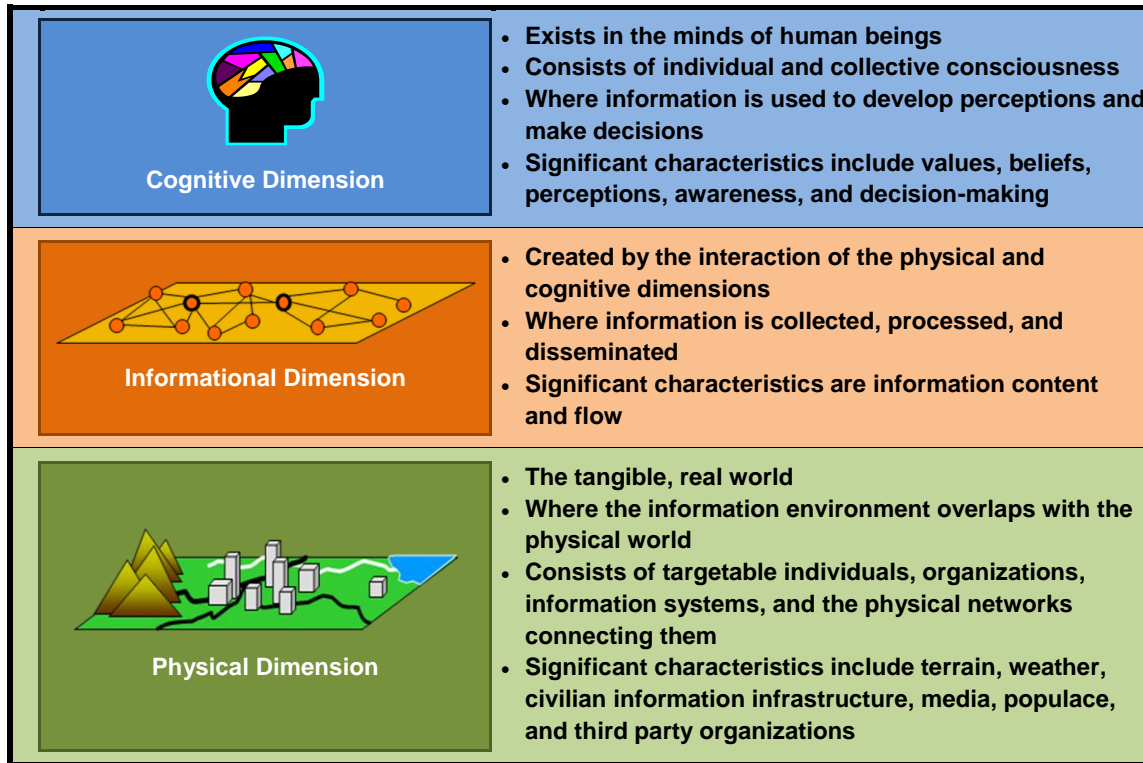 Cognitive Dimension
• Exists in the minds of human beings
• Consists of individual and collective consciousness
• Where information is used to develop perceptions and
make decisions
• Significant characteristics include values, beliefs,
perceptions, awareness, and decision-making
Informational Dimension
• Created by the interaction of the physical and
cognitive dimensions
• Where information is collected, processed, and
disseminated
• Significant characteristics are information content
and flow
Physical Dimension
• The tangible, real world
• Where the information environment overlaps with the
physical world
• Consists of targetable individuals, organizations,
information systems, and the physical networks
connecting them
• Significant characteristics include terrain, weather,
civilian information infrastructure, media, populace,
and third party organizations